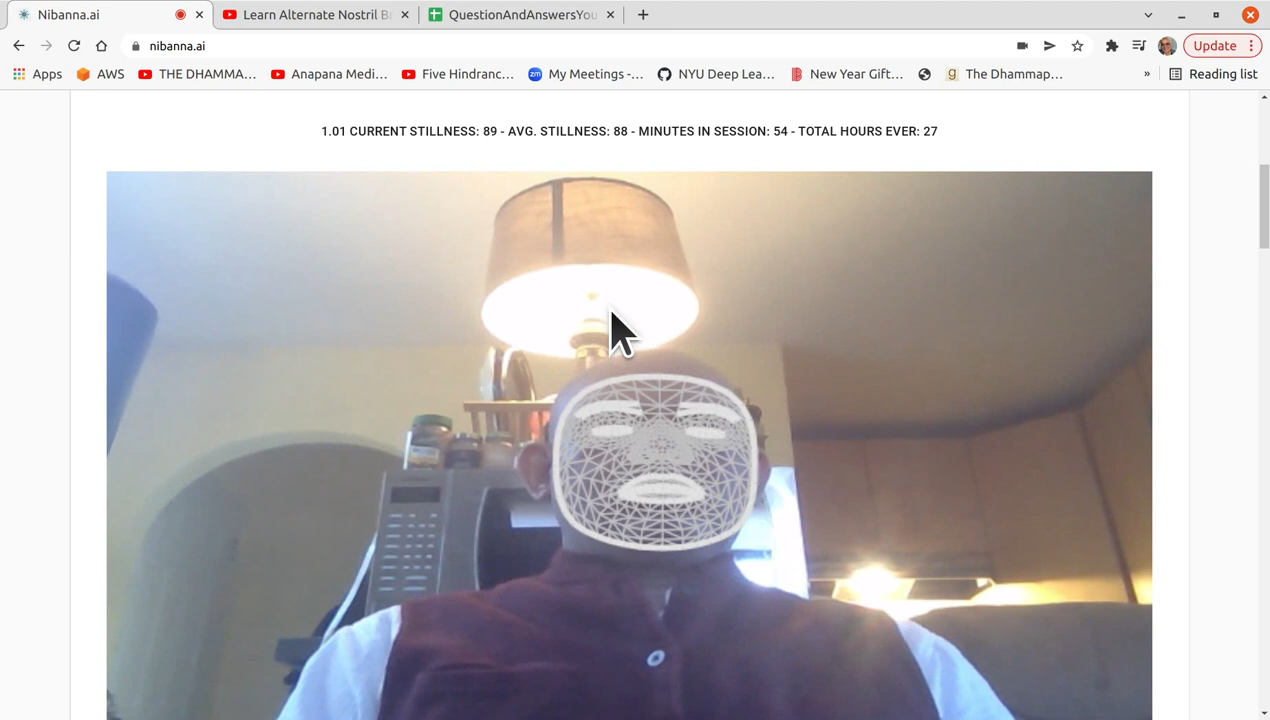 Nibanna.ai
Learn Alternate Nostril B
QuestionAndAnswersYou
nibanna.ai
Update
Apps
AWS
THE DHAMMA...
Anapana Medi...
Five Hindranc...
zm
My Meetings -...
NYU Deep Lea...
New Year Gift...
g
The Dhammap...
»
Reading list
1.01 CURRENT STILLNESS: 89 - AVG. STILLNESS: 88 - MINUTES IN SESSION: 54 - TOTAL HOURS EVER: 27